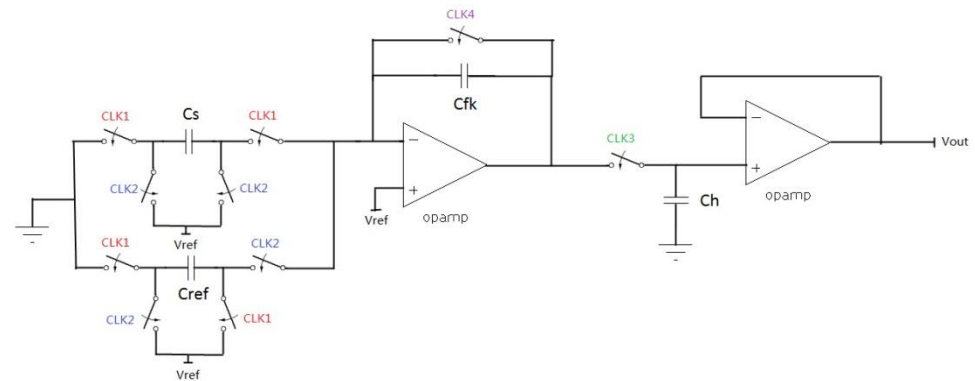 CLK4
Cfk
CLK1
Cs
CLK1
CLK2
CLK2
Vref
−
+
Vref
opamp
CLK3
Ch
−
+
opamp
Vout
CLK1
Cref
CLK2
CLK2
CLK1
Vref